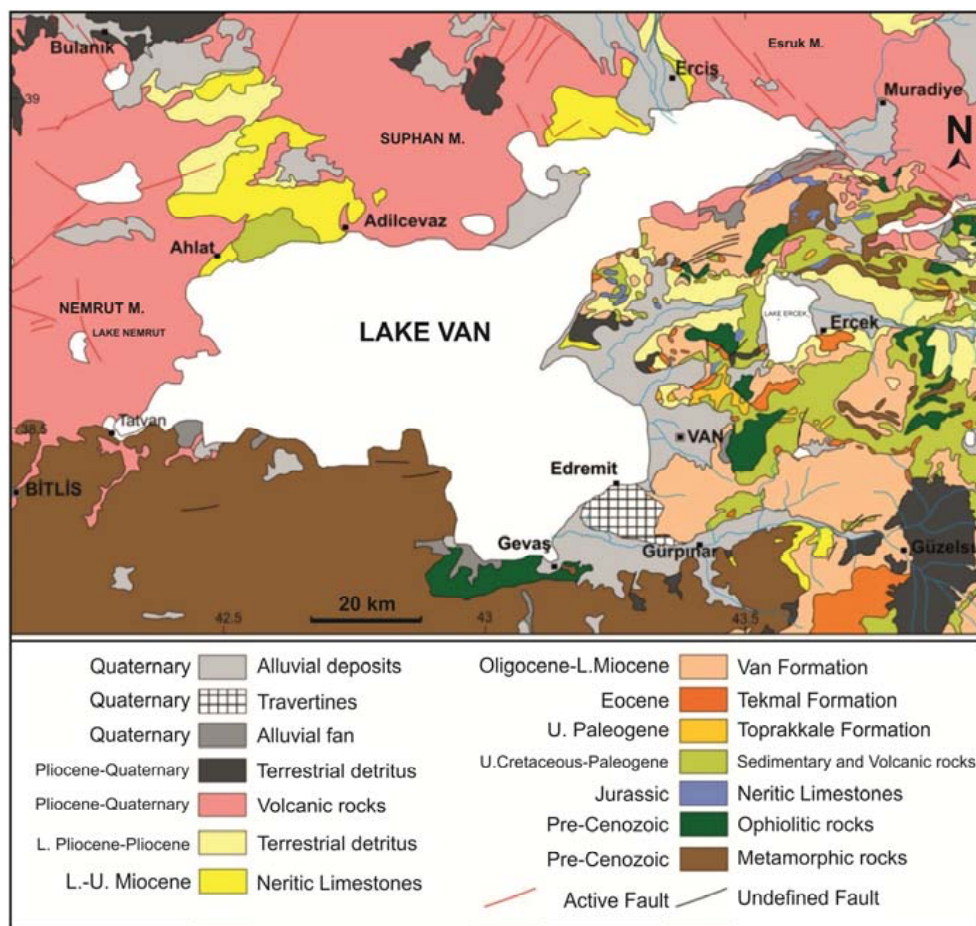 Bulanık
Esruk M.
Erciş
39
Muradiye
N
SUPHAN M.
Adilcevaz
Ahlat
NEMRUT M.
LAKE NEMRUT
LAKE VAN
LAKE ERCEK
Erçek
38.5
Tatvan
VAN
BİTLİS
Edremit
Gevaş
Gürpınar
Güzelsu
20 km
42.5
43
43.5
Quaternary Alluvial deposits
Quaternary Travertines
Quaternary Alluvial fan
Pliocene-Quaternary Terrestrial detritus
Pliocene-Quaternary Volcanic rocks
L. Pliocene-Pliocene Terrestrial detritus
L.-U. Miocene Neritic Limestones
Oligocene-L.Miocene Van Formation
Eocene Tekmal Formation
U. Paleogene Toprakkale Formation
U.Cretaceous-Paleogene Sedimentary and Volcanic rocks
Jurassic Neritic Limestones
Pre-Cenozoic Ophiolitic rocks
Pre-Cenozoic Metamorphic rocks
Active Fault Undefined Fault